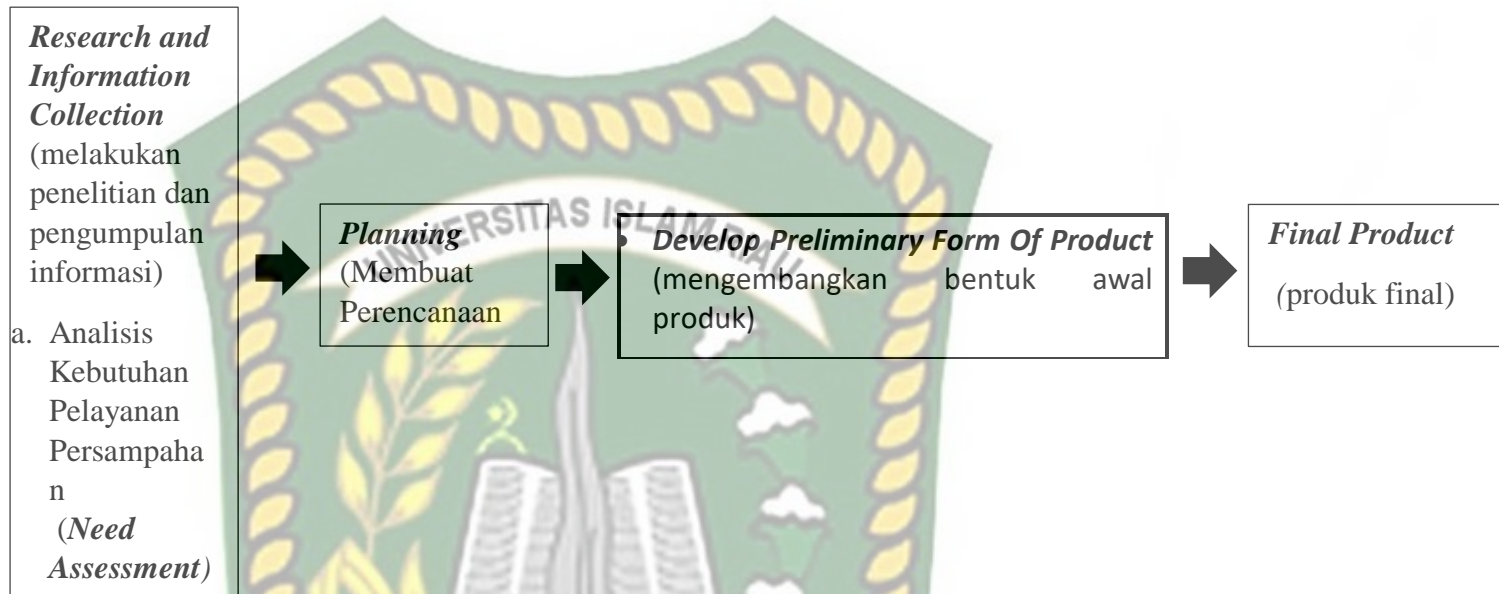 Research and
Information
Collection
(melakukan
penelitian dan
pengumpulan
informasi)
a. Analisis
Kebutuhan
Pelayanan
Persampaha
n
(Need
Assessment)
Planning
(Membuat
Perencanaan
• Develop Preliminary Form Of Product
(mengembangkan bentuk awal
produk)
Final Product
(produk final)
UNIVERSITAS ISLAM RIAU